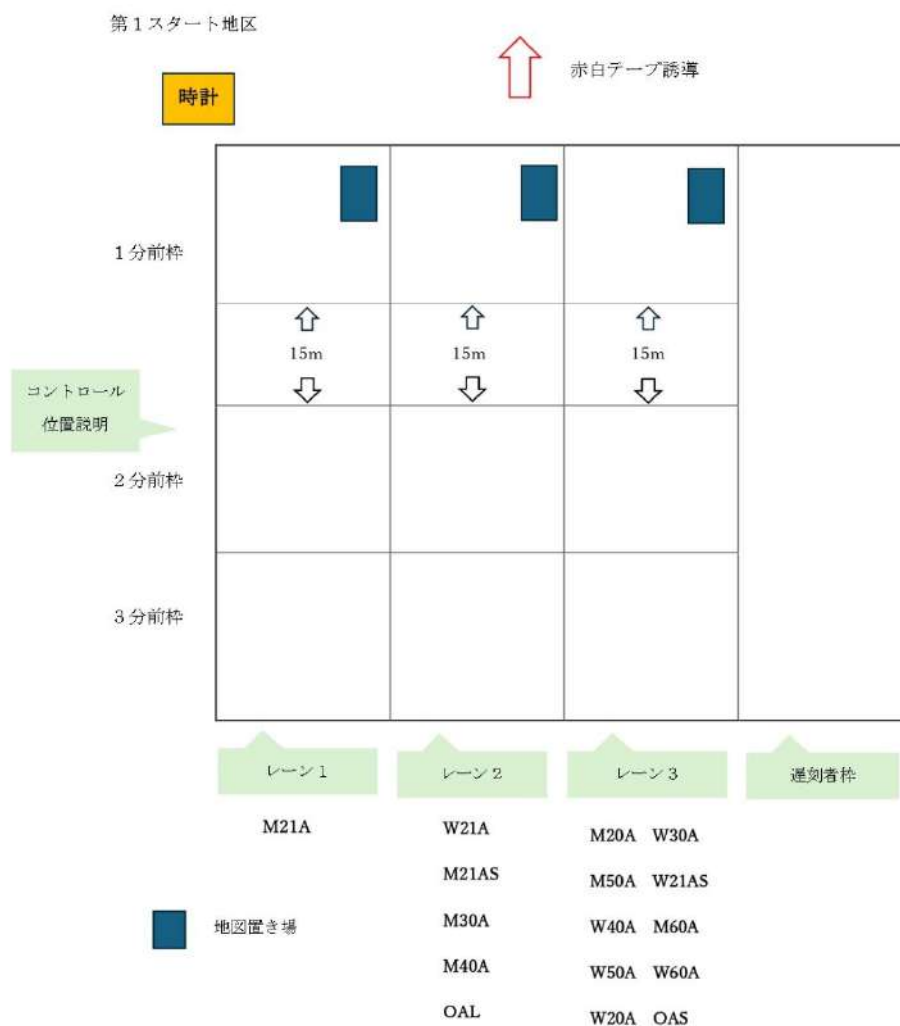 第１スタート地区
赤白テープ誘導
時計
１分前枠
15m 15m 15m
コントロール
位置説明
２分前枠
３分前枠
レーン１ レーン２ レーン３ 遅刻者枠
M21A W21A M20A W30A
M21AS M50A W21AS
地図置き場 M30A W40A M60A
M40A W50A W60A
OAL W20A OAS